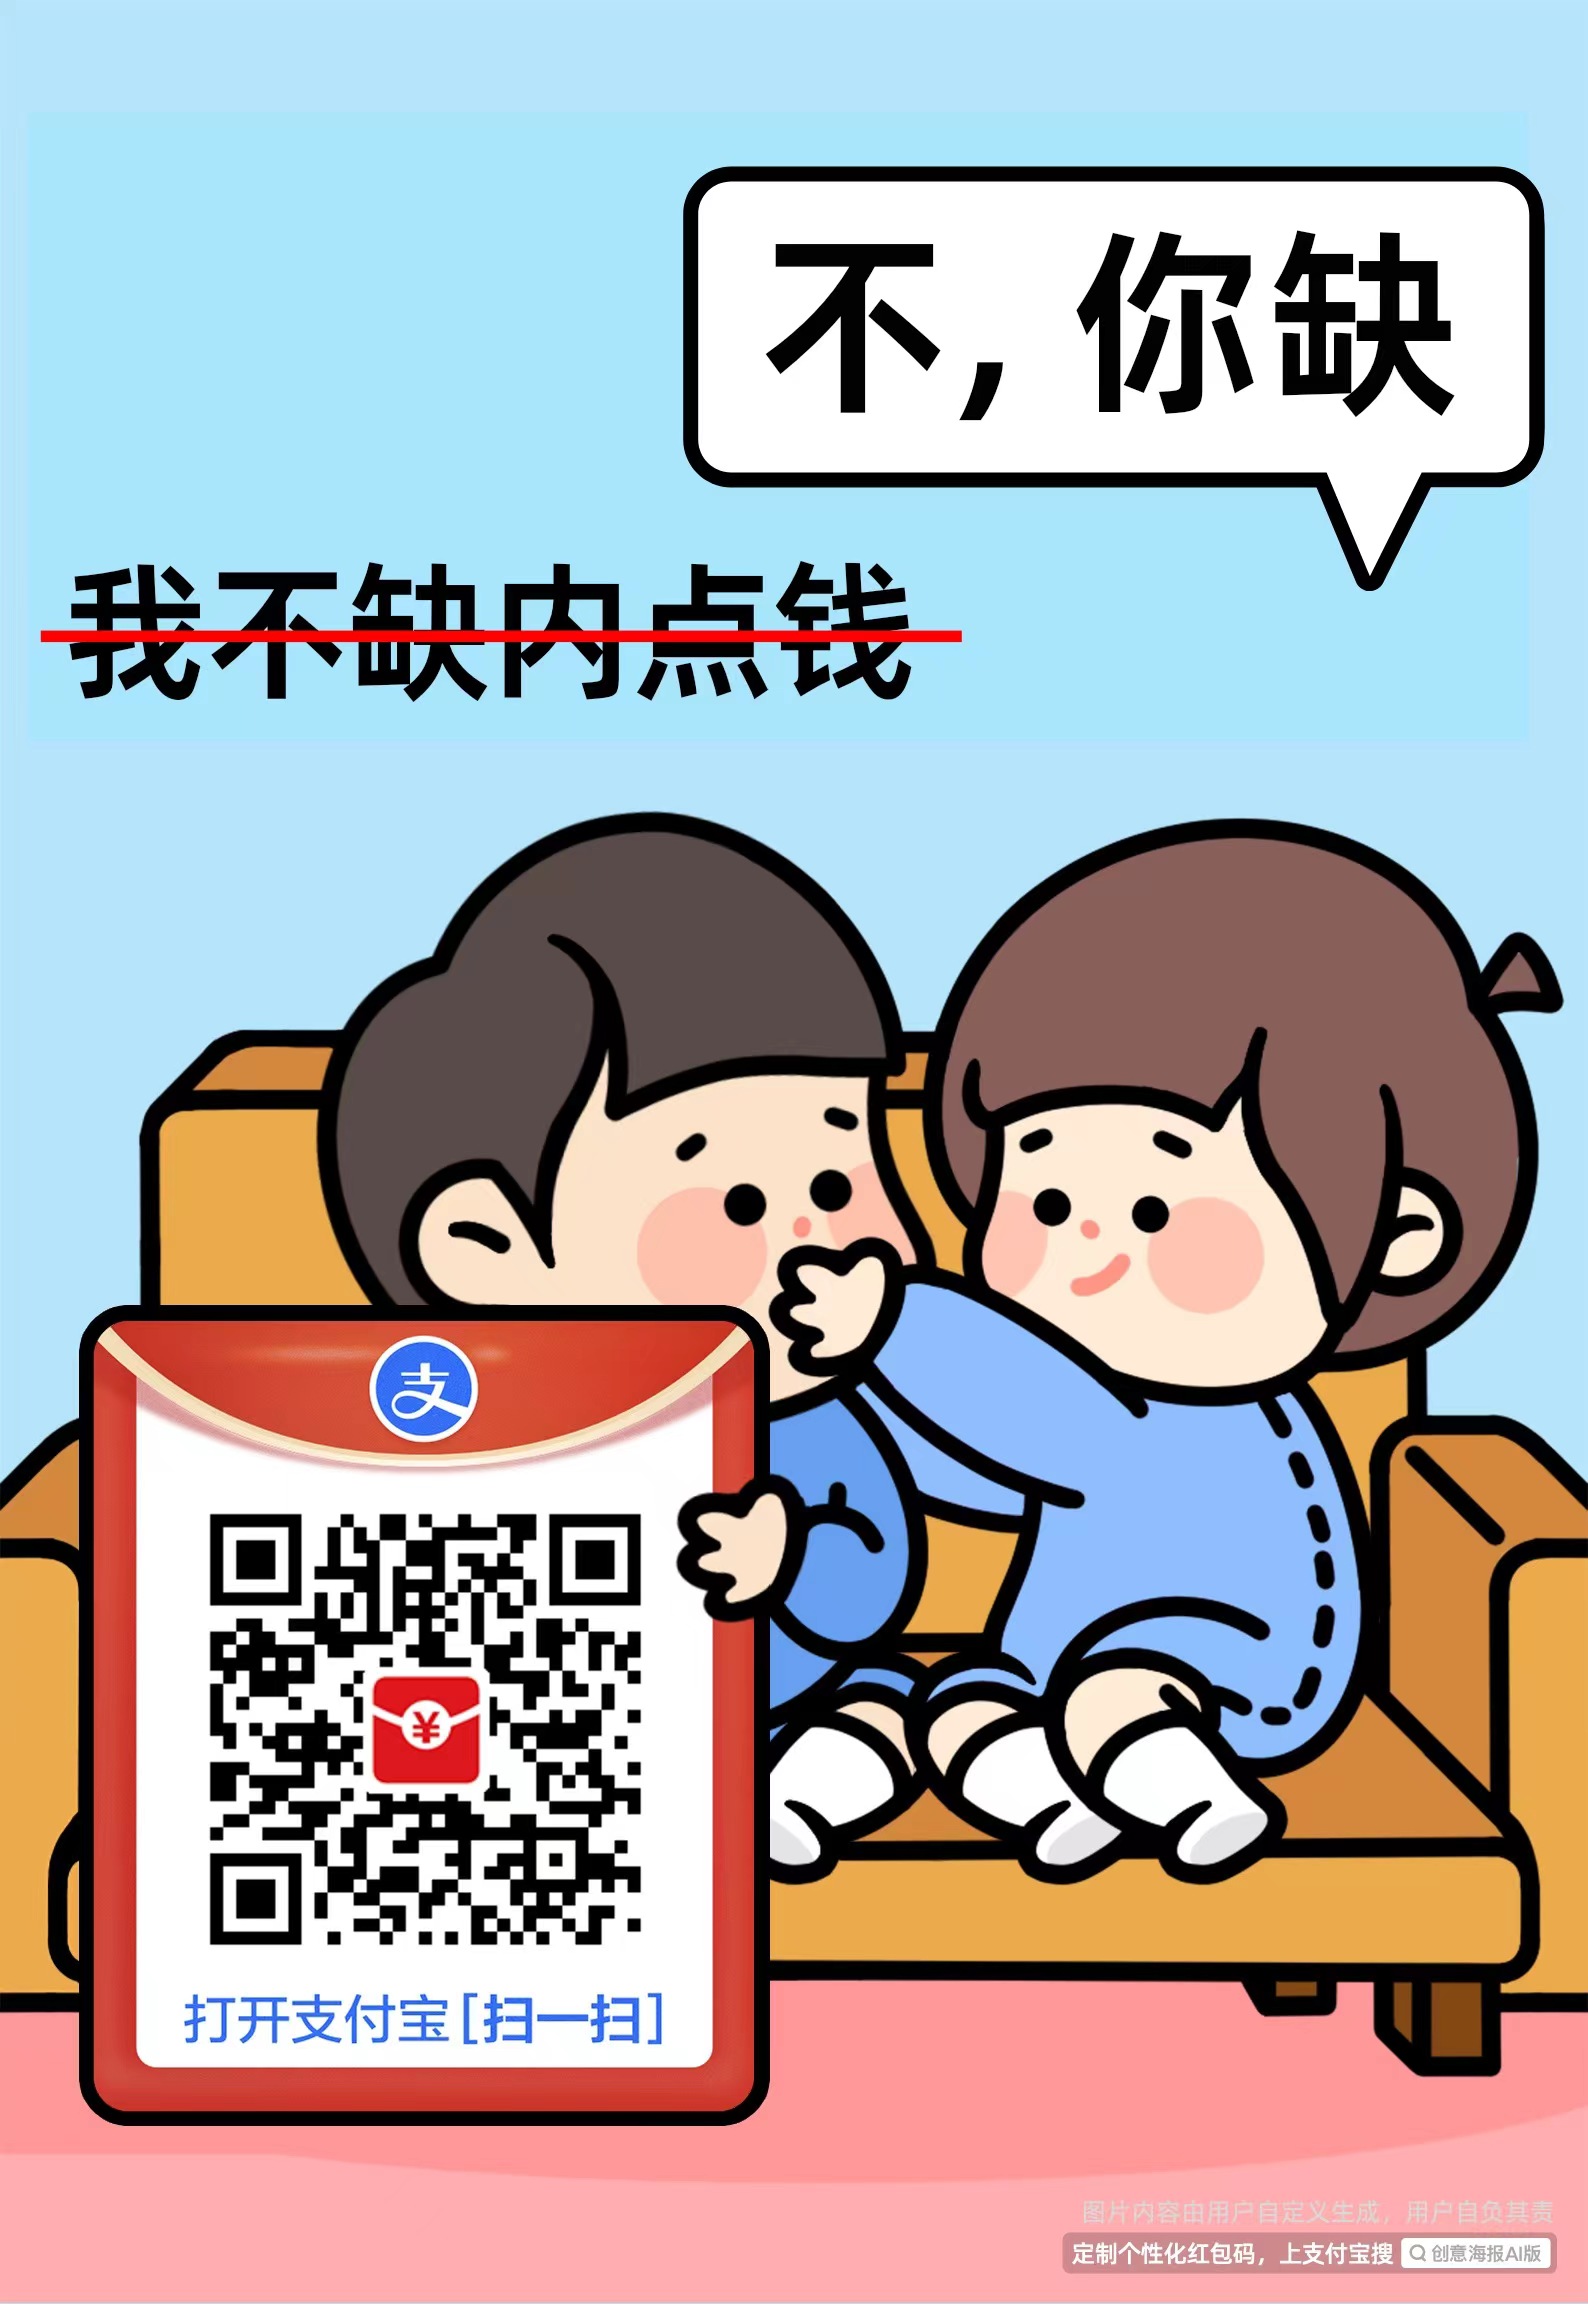 不,你缺
我不缺内点钱
支
¥
打开支付宝[扫一扫]
图片内容由用户自定义生成，用户自负其责
定制个性化红包码，上支付宝搜 创意海报AI版